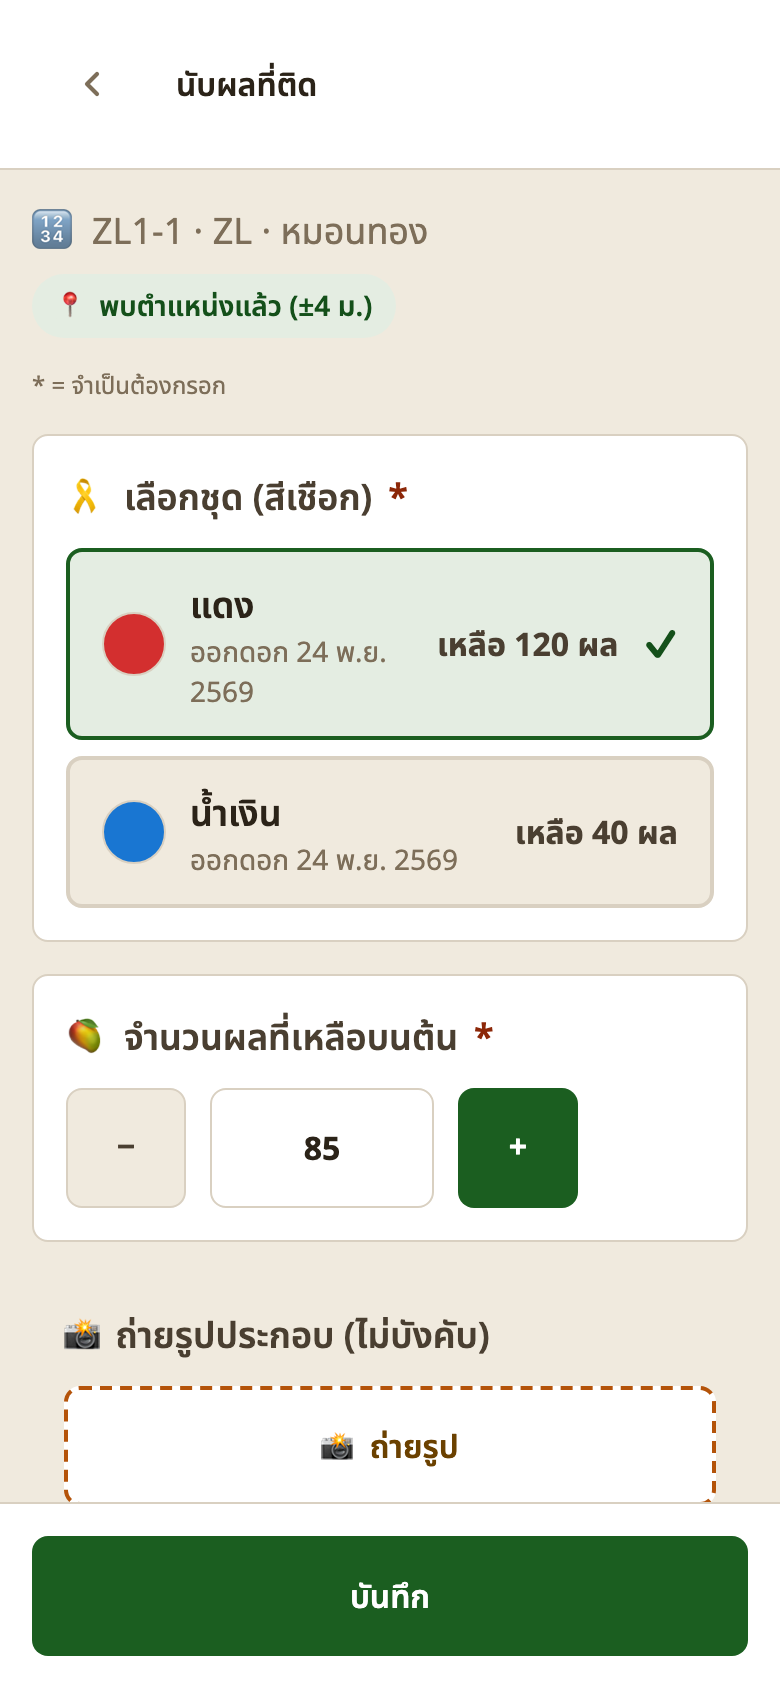 นับผลที่ติด
ZL1-1 · ZL · หมอนทอง
พบตำแหน่งแล้ว (±4 ม.)
* = จำเป็นต้องกรอก
เลือกชุด (สีเชือก) *
แดง
ออกดอก 24 พ.ย.
2569
เหลือ 120 ผล
น้ำเงิน
ออกดอก 24 พ.ย. 2569
เหลือ 40 ผล
จำนวนผลที่เหลือบนต้น *
− 85 +
ถ่ายรูปประกอบ (ไม่บังคับ)
ถ่ายรูป
บันทึก